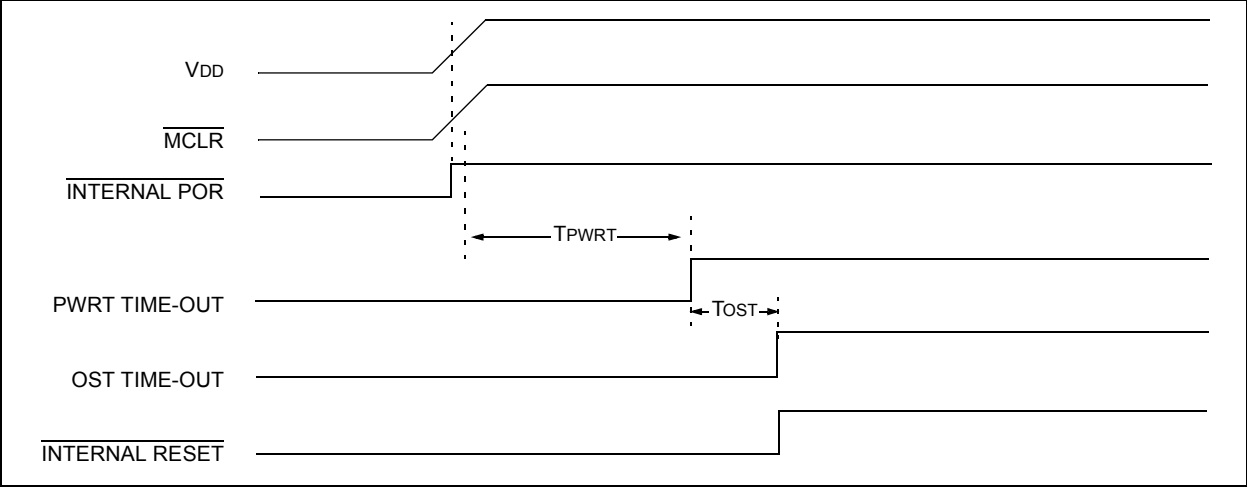 VDD
MCLR
INTERNAL POR
TPWRT
PWRT TIME-OUT
TOST
OST TIME-OUT
INTERNAL RESET